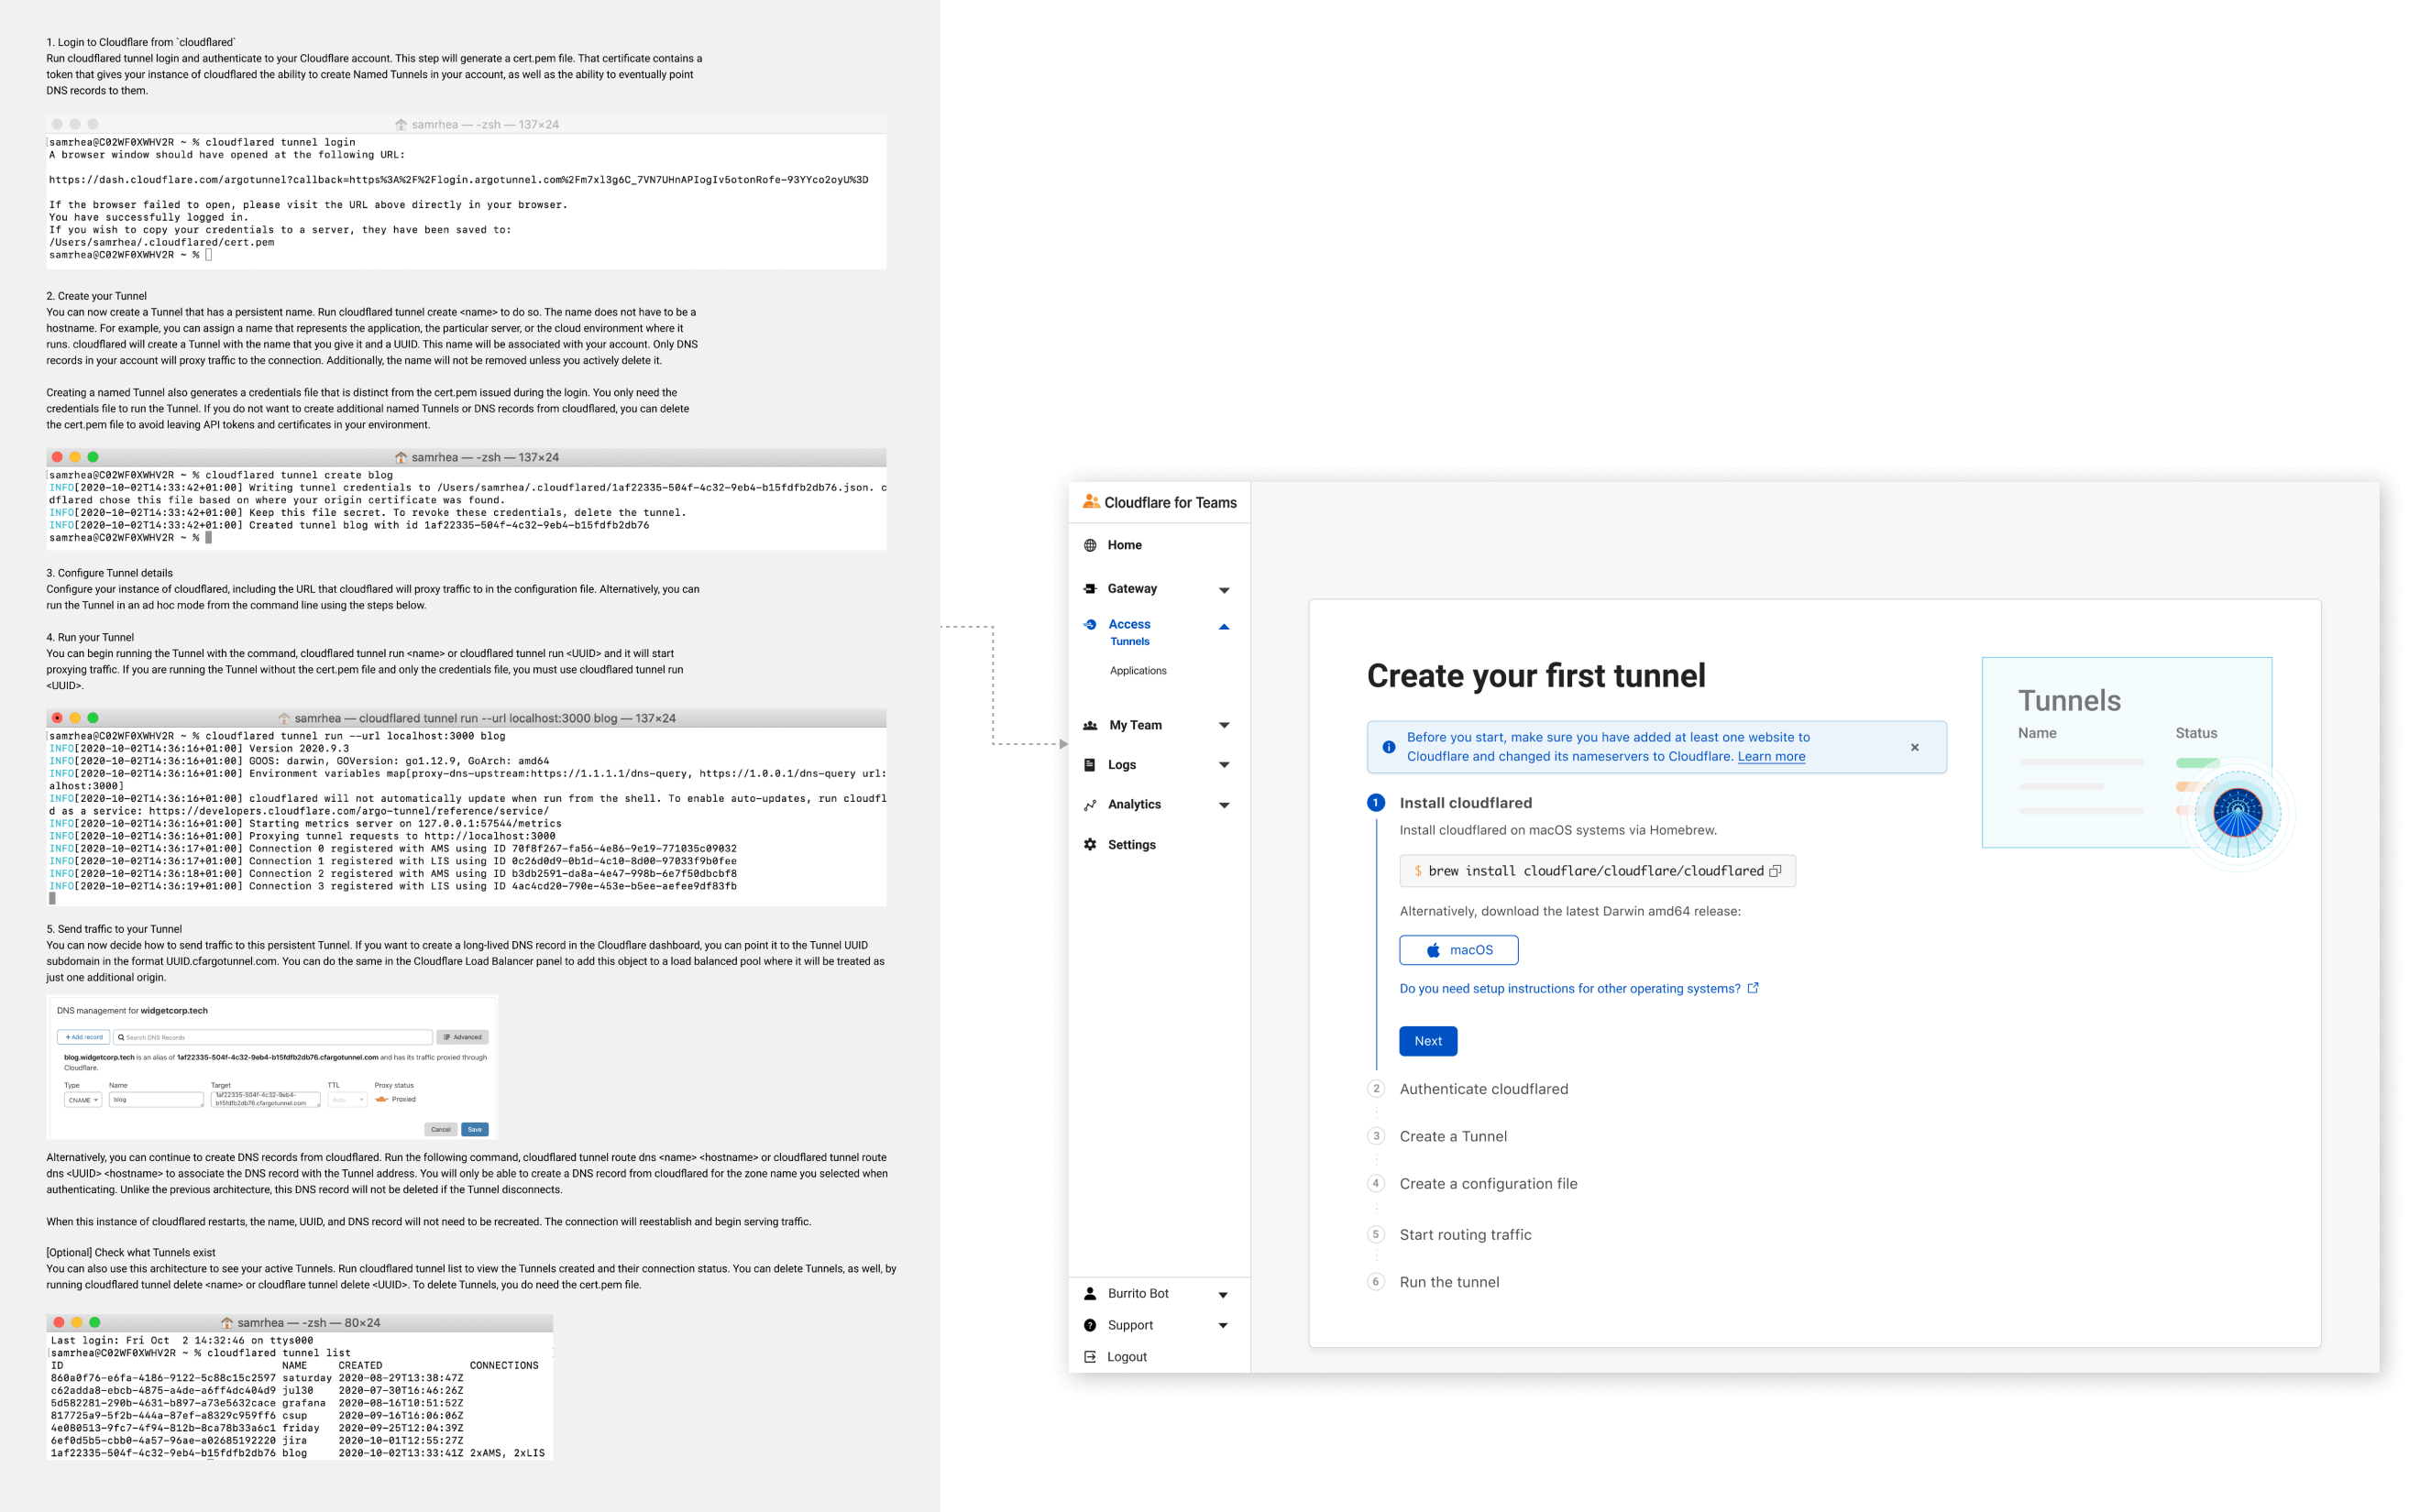 1. Login to Cloudflare from `cloudflared`
Run cloudflared tunnel login and authenticate to your Cloudflare account. This step will generate a cert.pem file. That certificate contains a
token that gives your instance of cloudflared the ability to create Named Tunnels in your account, as well as the ability to eventually point
DNS records to them.
samrhea — -zsh — 137×24
samrhea@C02WF0XWHV2R ~ % cloudflared tunnel login
A browser window should have opened at the following URL:
https://dash.cloudflare.com/argotunnel?callback=https%3A%2F%2Flogin.argotunnel.com%2Fm7xl3g6C_7VN7UHnAPIogIv5otonRofe-93YYco2oyU%3D
If the browser failed to open, please visit the URL above directly in your browser.
You have successfully logged in.
If you wish to copy your credentials to a server, they have been saved to:
/Users/samrhea/.cloudflared/cert.pem
samrhea@C02WF0XWHV2R ~ %
2. Create your Tunnel
You can now create a Tunnel that has a persistent name. Run cloudflared tunnel create <name> to do so. The name does not have to be a
hostname. For example, you can assign a name that represents the application, the particular server, or the cloud environment where it
runs. cloudflared will create a Tunnel with the name that you give it and a UUID. This name will be associated with your account. Only DNS
records in your account will proxy traffic to the connection. Additionally, the name will not be removed unless you actively delete it.
Creating a named Tunnel also generates a credentials file that is distinct from the cert.pem issued during the login. You only need the
credentials file to run the Tunnel. If you do not want to create additional named Tunnels or DNS records from cloudflared, you can delete
the cert.pem file to avoid leaving API tokens and certificates in your environment.
samrhea — -zsh — 137×24
samrhea@C02WF0XWHV2R ~ % cloudflared tunnel create blog
INFO[2020-10-02T14:33:42+01:00] Writing tunnel credentials to /Users/samrhea/.cloudflared/1af22335-504f-4c32-9eb4-b15fdfb2db76.json. c
dflared chose this file based on where your origin certificate was found.
INFO[2020-10-02T14:33:42+01:00] Keep this file secret. To revoke these credentials, delete the tunnel.
INFO[2020-10-02T14:33:42+01:00] Created tunnel blog with id 1af22335-504f-4c32-9eb4-b15fdfb2db76
samrhea@C02WF0XWHV2R ~ %
3. Configure Tunnel details
Configure your instance of cloudflared, including the URL that cloudflared will proxy traffic to in the configuration file. Alternatively, you can
run the Tunnel in an ad hoc mode from the command line using the steps below.
4. Run your Tunnel
You can begin running the Tunnel with the command, cloudflared tunnel run <name> or cloudflared tunnel run <UUID> and it will start
proxying traffic. If you are running the Tunnel without the cert.pem file and only the credentials file, you must use cloudflared tunnel run
<UUID>.
samrhea — cloudflared tunnel run --url localhost:3000 blog — 137×24
samrhea@C02WF0XWHV2R ~ % cloudflared tunnel run --url localhost:3000 blog
INFO[2020-10-02T14:36:16+01:00] Version 2020.9.3
INFO[2020-10-02T14:36:16+01:00] GOOS: darwin, GOVersion: go1.12.9, GoArch: amd64
INFO[2020-10-02T14:36:16+01:00] Environment variables map[proxy-dns-upstream:https://1.1.1.1/dns-query, https://1.0.0.1/dns-query url:
alhost:3000]
INFO[2020-10-02T14:36:16+01:00] cloudflared will not automatically update when run from the shell. To enable auto-updates, run cloudfl
d as a service: https://developers.cloudflare.com/argo-tunnel/reference/service/
INFO[2020-10-02T14:36:16+01:00] Starting metrics server on 127.0.0.1:57544/metrics
INFO[2020-10-02T14:36:16+01:00] Proxying tunnel requests to http://localhost:3000
INFO[2020-10-02T14:36:17+01:00] Connection 0 registered with AMS using ID 70f8f267-fa56-4e86-9e19-771035c09032
INFO[2020-10-02T14:36:17+01:00] Connection 1 registered with LIS using ID 0c26d0d9-0b1d-4c10-8d00-97033f9b0fee
INFO[2020-10-02T14:36:18+01:00] Connection 2 registered with AMS using ID b3db2591-da8a-4e47-998b-6e7f50dbcbf8
INFO[2020-10-02T14:36:19+01:00] Connection 3 registered with LIS using ID 4ac4cd20-790e-453e-b5ee-aefee9df83fb
5. Send traffic to your Tunnel
You can now decide how to send traffic to this persistent Tunnel. If you want to create a long-lived DNS record in the Cloudflare dashboard, you can point it to the Tunnel UUID
subdomain in the format UUID.cfargotunnel.com. You can do the same in the Cloudflare Load Balancer panel to add this object to a load balanced pool where it will be treated as
just one additional origin.
DNS management for widgetcorp.tech
+Add record Search DNS Records Advanced
blog.widgetcorp.tech is an alias of 1af22335-504f-4c32-9eb4-b15fdfb2db76.cfargotunnel.com and has its traffic proxied through
Cloudflare.
Type Name Target TTL Proxy status
CNAME blog 1af22335-504f-4c32-9eb4-b15fdfb2db76.cfargotunnel.com Auto Proxied
Cancel Save
Alternatively, you can continue to create DNS records from cloudflared. Run the following command, cloudflared tunnel route dns <name> <hostname> or cloudflared tunnel route
dns <UUID> <hostname> to associate the DNS record with the Tunnel address. You will only be able to create a DNS record from cloudflared for the zone name you selected when
authenticating. Unlike the previous architecture, this DNS record will not be deleted if the Tunnel disconnects.
When this instance of cloudflared restarts, the name, UUID, and DNS record will not need to be recreated. The connection will reestablish and begin serving traffic.
[Optional] Check what Tunnels exist
You can also use this architecture to see your active Tunnels. Run cloudflared tunnel list to view the Tunnels created and their connection status. You can delete Tunnels, as well, by
running cloudflared tunnel delete <name> or cloudflare tunnel delete <UUID>. To delete Tunnels, you do need the cert.pem file.
samrhea — -zsh — 80×24
Last login: Fri Oct  2 14:32:46 on ttys000
samrhea@C02WF0XWHV2R ~ % cloudflared tunnel list
ID NAME CREATED CONNECTIONS
860a0f76-e6fa-4186-9122-5c88c15c2597 saturday 2020-08-29T13:38:47Z
c62adda8-ebcb-4875-a4de-a6ff4dc404d9 jul30 2020-07-30T16:46:26Z
5d582281-290b-4631-b897-a73e5632cace grafana 2020-08-16T10:51:52Z
817725a9-5f2b-444a-87ef-a8329c959ff6 csup 2020-09-16T16:06:06Z
4e080513-9fc7-4f94-812b-8ca78b33a6c1 friday 2020-09-25T12:04:39Z
6ef0d5b5-cbb0-4a57-96ae-a02685192220 jira 2020-10-01T12:55:27Z
1af22335-504f-4c32-9eb4-b15fdfb2db76 blog 2020-10-02T13:33:41Z 2xAMS, 2xLIS
Cloudflare for Teams
Home
Gateway
Access
Tunnels
Applications
My Team
Logs
Analytics
Settings
Burrito Bot
Support
Logout
Create your first tunnel
Before you start, make sure you have added at least one website to
Cloudflare and changed its nameservers to Cloudflare. Learn more
1 Install cloudflared
Install cloudflared on macOS systems via Homebrew.
$ brew install cloudflare/cloudflare/cloudflared
Alternatively, download the latest Darwin amd64 release:
macOS
Do you need setup instructions for other operating systems?
Next
2 Authenticate cloudflared
3 Create a Tunnel
4 Create a configuration file
5 Start routing traffic
6 Run the tunnel
Tunnels
Name Status